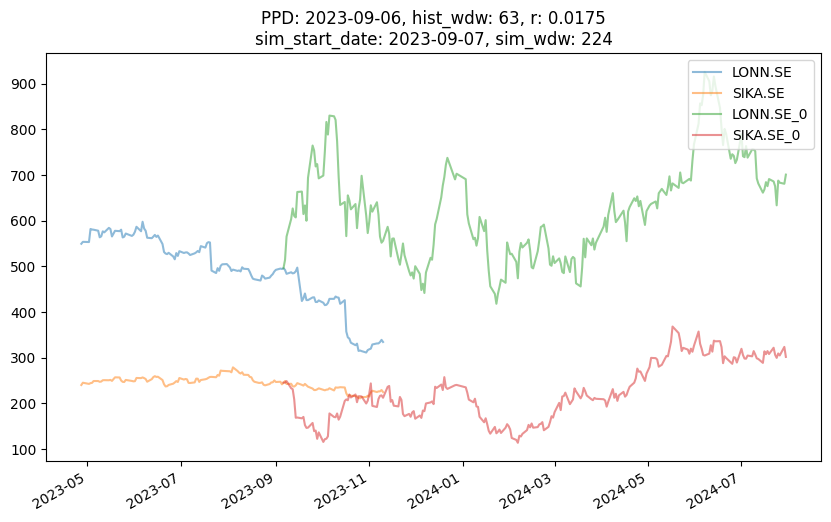 PPD: 2023-09-06, hist_wdw: 63, r: 0.0175
sim_start_date: 2023-09-07, sim_wdw: 224
LONN.SE
SIKA.SE
LONN.SE_0
SIKA.SE_0
900
800
700
600
500
400
300
200
100
2023-05
2023-07
2023-09
2023-11
2024-01
2024-03
2024-05
2024-07